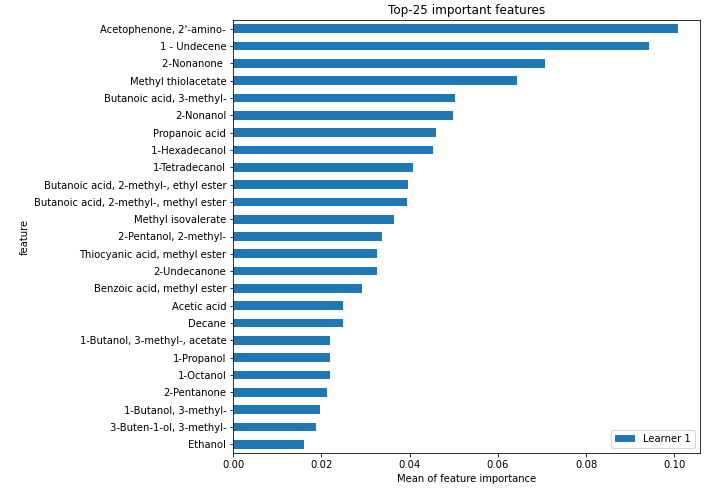 Top-25 important features
Acetophenone, 2'-amino-
1 - Undecene
2-Nonanone
Methyl thiolacetate
Butanoic acid, 3-methyl-
2-Nonanol
Propanoic acid
1-Hexadecanol
1-Tetradecanol
Butanoic acid, 2-methyl-, ethyl ester
Butanoic acid, 2-methyl-, methyl ester
Methyl isovalerate
2-Pentanol, 2-methyl-
Thiocyanic acid, methyl ester
2-Undecanone
Benzoic acid, methyl ester
Acetic acid
Decane
1-Butanol, 3-methyl-, acetate
1-Propanol
1-Octanol
2-Pentanone
1-Butanol, 3-methyl-
3-Buten-1-ol, 3-methyl-
Ethanol
feature
Learner 1
0.00 0.02 0.04 0.06 0.08 0.10
Mean of feature importance